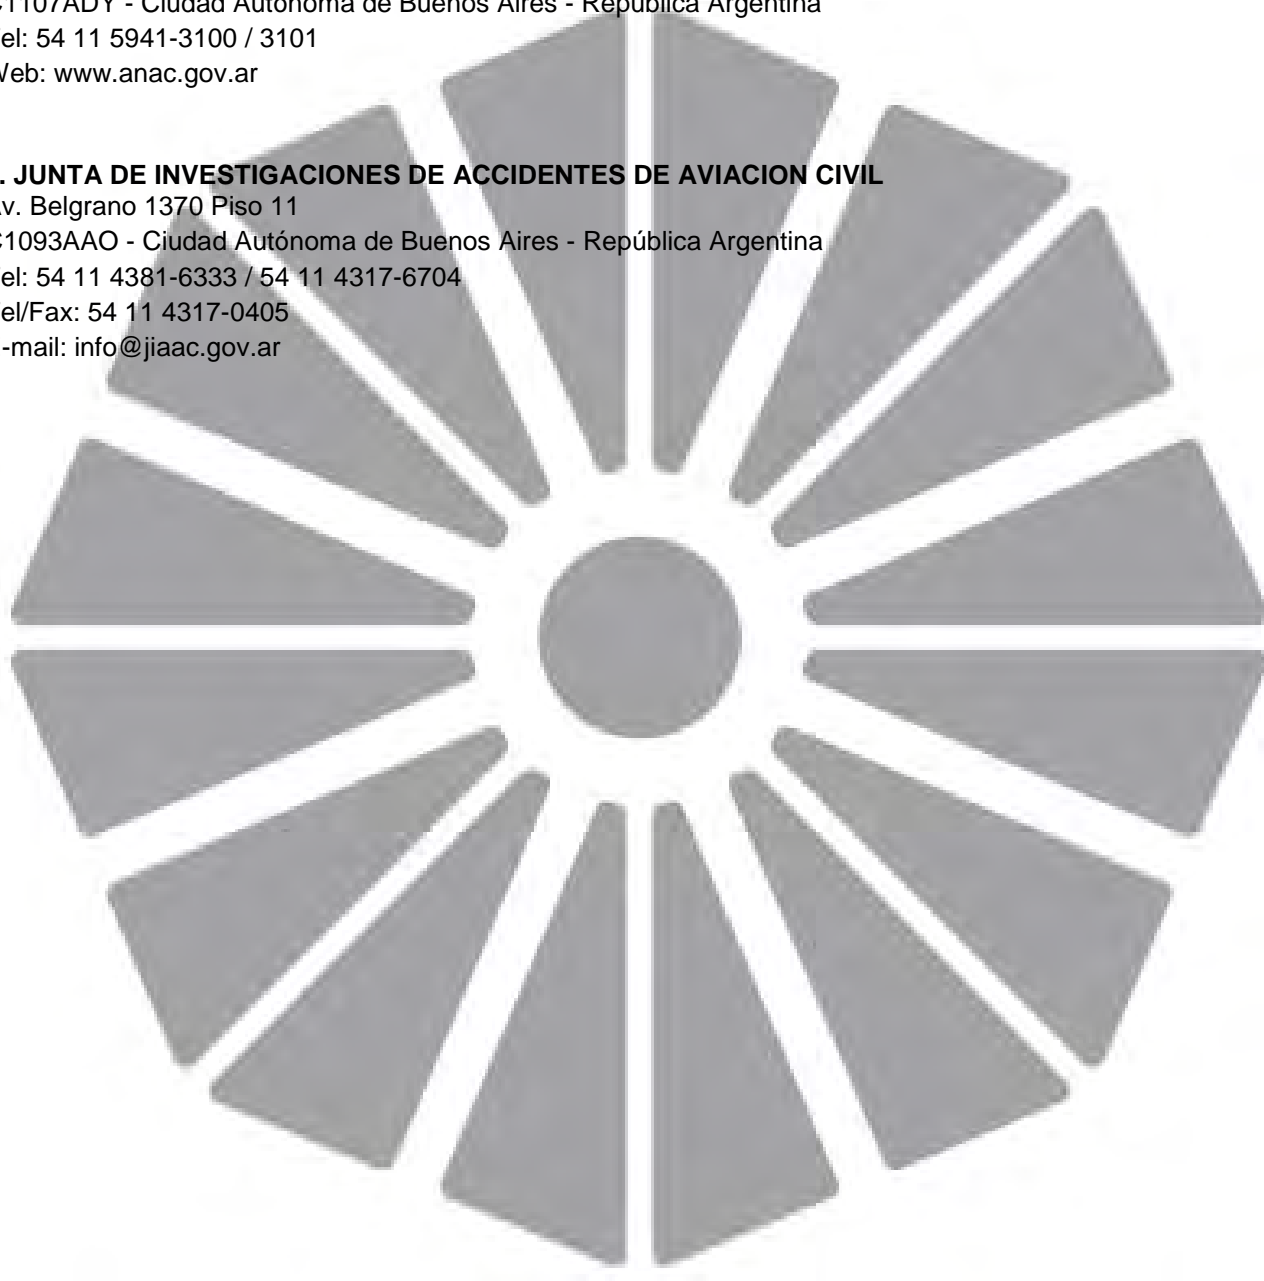 C1107ADY - Ciudad Autónoma de Buenos Aires - República Argentina
el: 54 11 5941-3100 / 3101
Web: www.anac.gov.ar
. JUNTA DE INVESTIGACIONES DE ACCIDENTES DE AVIACION CIVIL
v. Belgrano 1370 Piso 11
C1093AAO - Ciudad Autónoma de Buenos Aires - República Argentina
el: 54 11 4381-6333 / 54 11 4317-6704
el/Fax: 54 11 4317-0405
-mail: info@jiaac.gov.ar